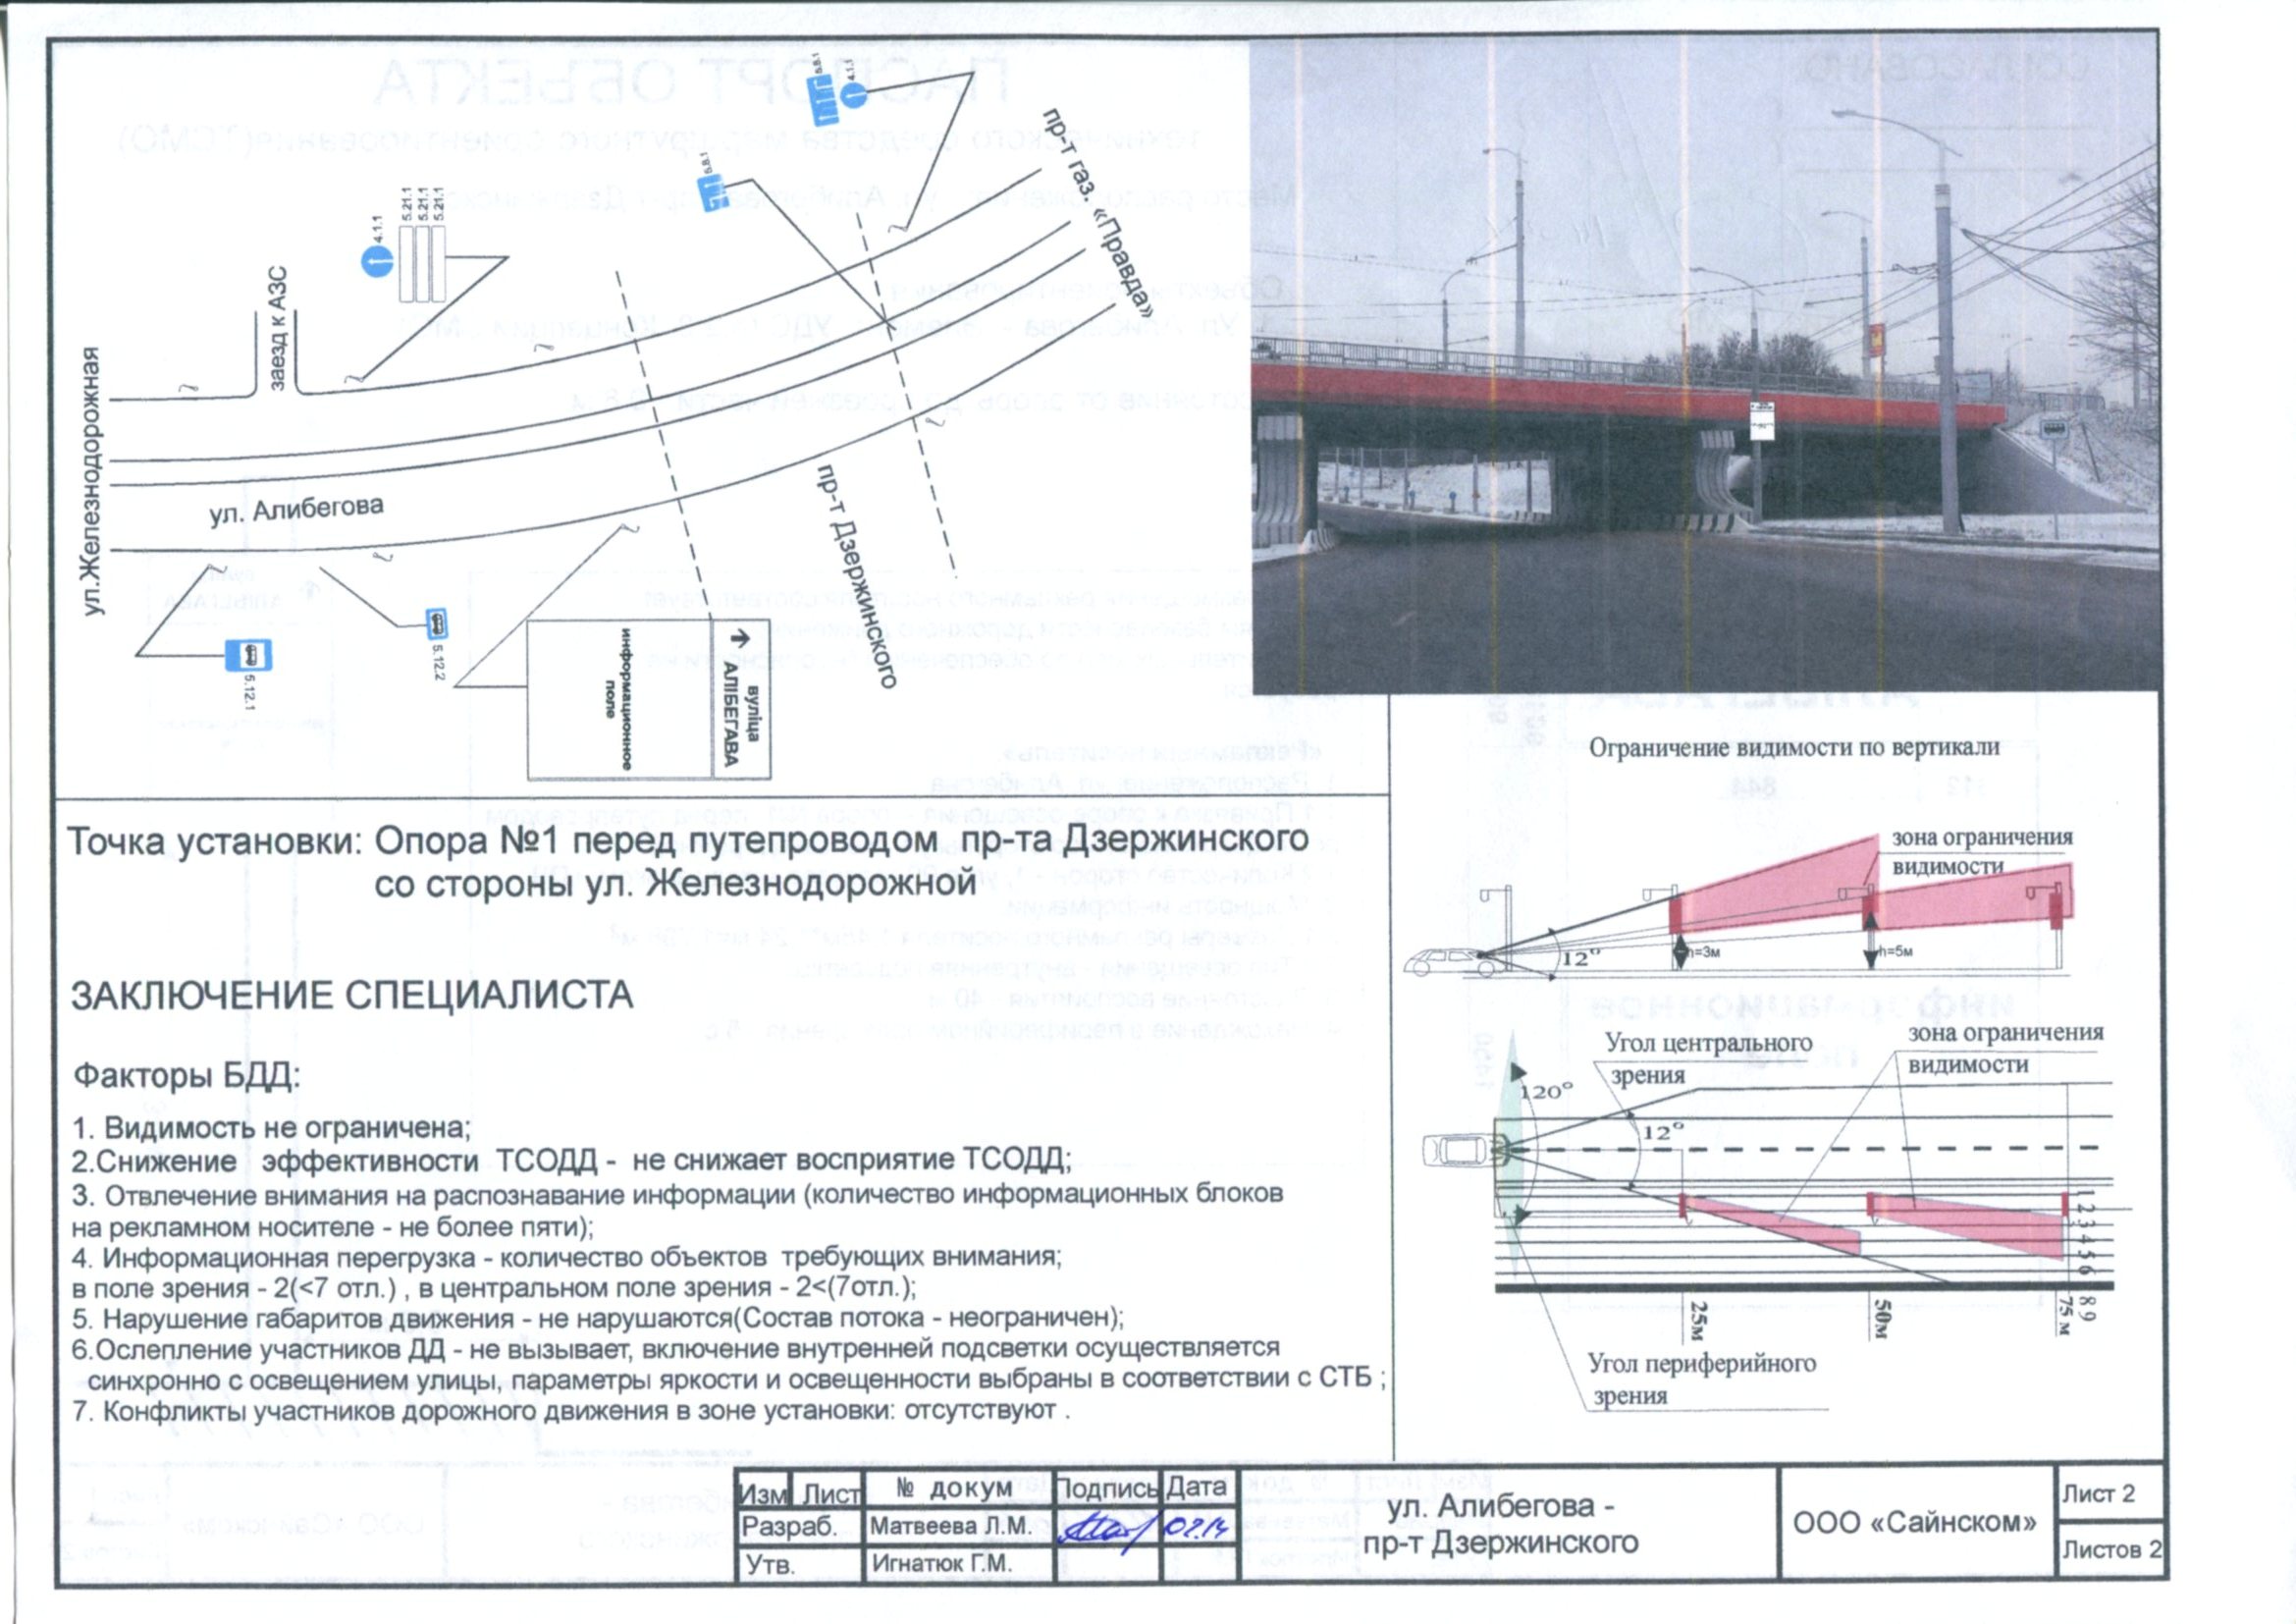 5.8.1
4.1.1
5.8.1
пр-т газ. «Правда»
4.1.1
5.21.1
5.21.1
5.21.1
заезд к АЗС
ул.Железнодорожная
ул. Алибегова
пр-т Дзержинского
5.12.1
5.12.2
вуліца
АЛІБЕГАВА
информационное
поле
Точка установки: Опора №1 перед путепроводом пр-та Дзержинского
со стороны ул. Железнодорожной
ЗАКЛЮЧЕНИЕ СПЕЦИАЛИСТА
Факторы БДД:
1. Видимость не ограничена;
2.Снижение эффективности ТСОДД - не снижает восприятие ТСОДД;
3. Отвлечение внимания на распознавание информации (количество информационных блоков
на рекламном носителе - не более пяти);
4. Информационная перегрузка - количество объектов требующих внимания;
в поле зрения - 2(<7 отл.) , в центральном поле зрения - 2<(7отл.);
5. Нарушение габаритов движения - не нарушаются(Состав потока - неограничен);
6.Ослепление участников ДД - не вызывает, включение внутренней подсветки осуществляется
синхронно с освещением улицы, параметры яркости и освещенности выбраны в соответствии с СТБ ;
7. Конфликты участников дорожного движения в зоне установки: отсутствуют .
Ограничение видимости по вертикали
зона ограничения
видимости
12°
h=3м
h=5м
Угол центрального
зрения
зона ограничения
видимости
120°
12°
1 2 3 4 5 6 8 9
25м
50м
75 м
Угол периферийного
зрения
Изм Лист № докум Подпись Дата
Разраб. Матвеева Л.М. 02.14
Утв. Игнатюк Г.М.
ул. Алибегова -
пр-т Дзержинского
ООО «Сайнском»
Лист 2
Листов 2